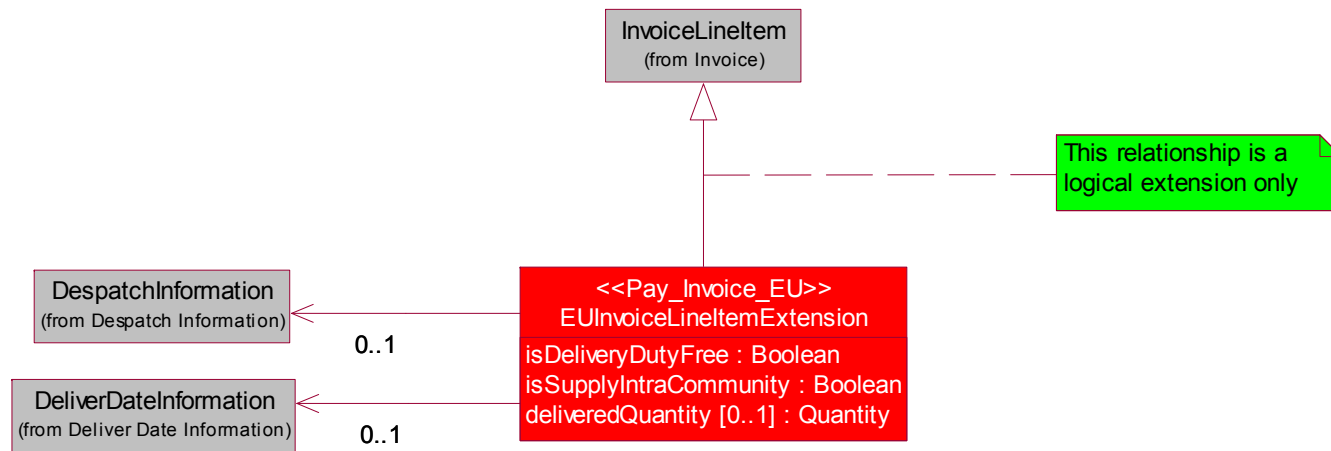 InvoiceLineItem
(from Invoice)
This relationship is a
logical extension only
DespatchInformation
(from Despatch Information)
0..1
DeliverDateInformation
(from Deliver Date Information)
0..1
<<Pay_Invoice_EU>>
EUInvoiceLineItemExtension
isDeliveryDutyFree : Boolean
isSupplyIntraCommunity : Boolean
deliveredQuantity [0..1] : Quantity